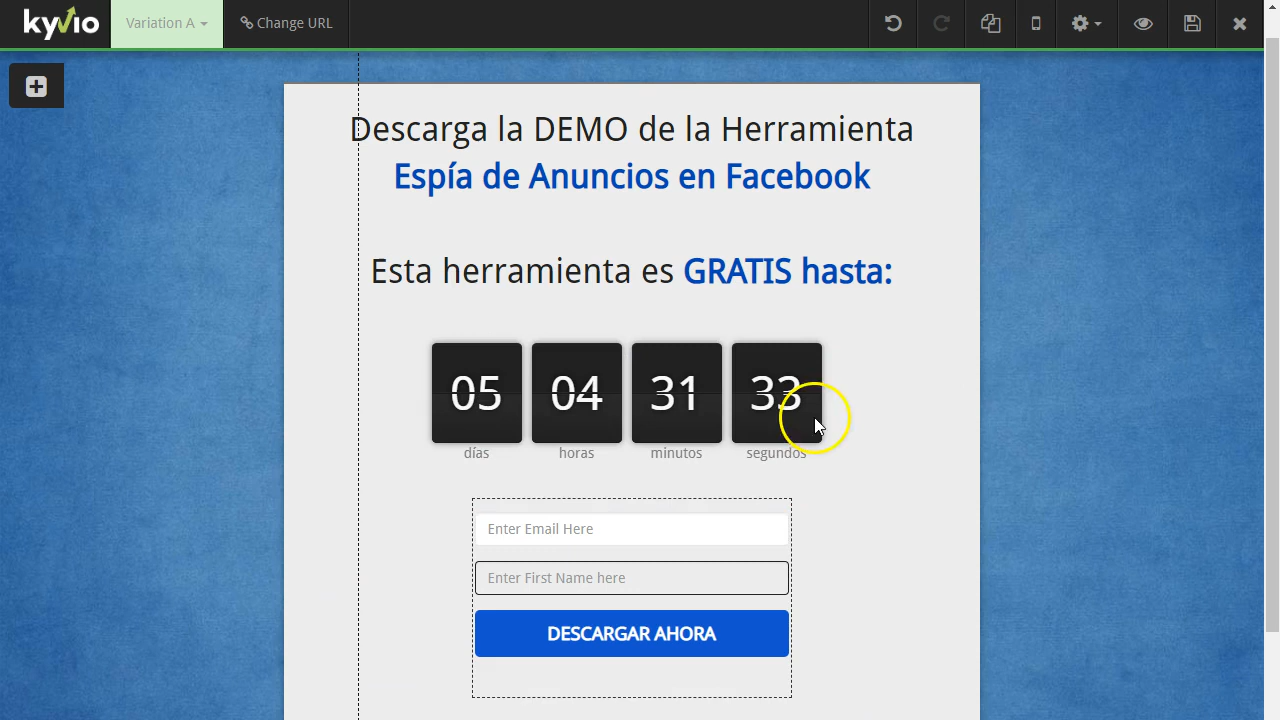 kyvio
Variation A
Change URL
Descarga la DEMO de la Herramienta
Espía de Anuncios en Facebook
Esta herramienta es GRATIS hasta:
05 04 31 33
días horas minutos segundos
Enter Email Here
Enter First Name here
DESCARGAR AHORA